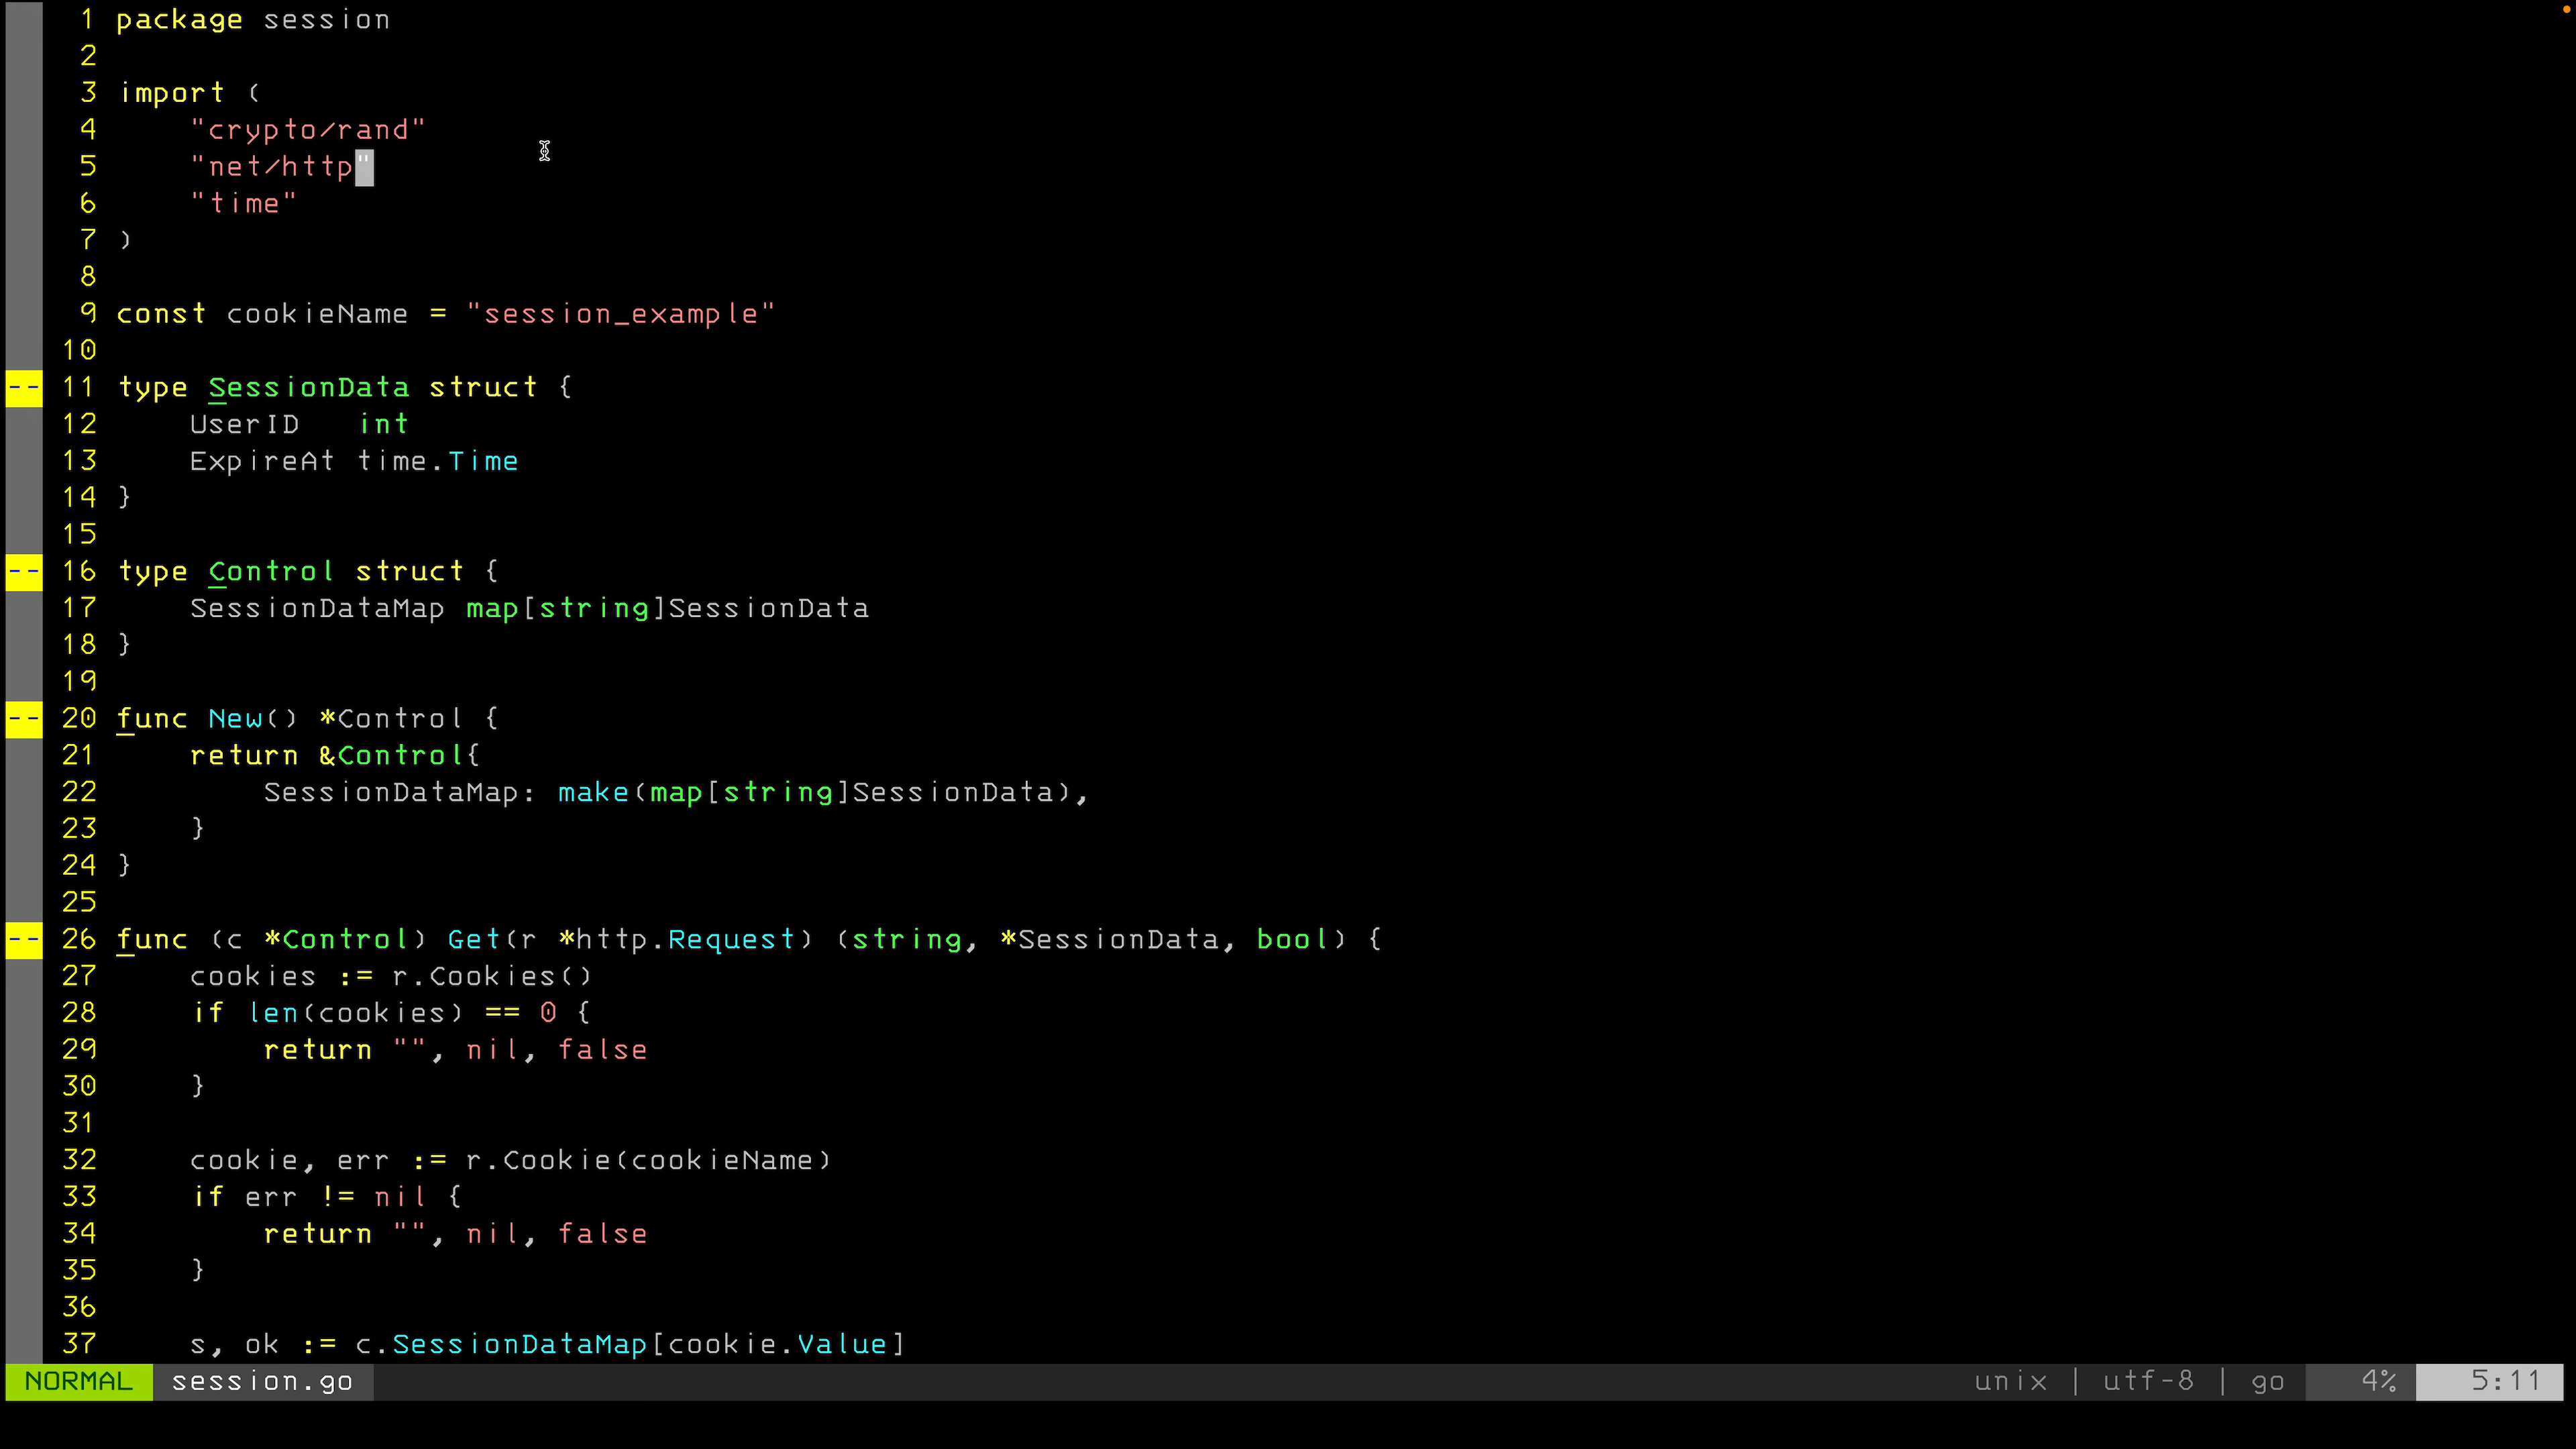 1 package session
2
3 import (
4     "crypto/rand"
5     "net/http"
6     "time"
7 )
8
9 const cookieName = "session_example"
10
-- 11 type SessionData struct {
12     UserID   int
13     ExpireAt time.Time
14 }
15
-- 16 type Control struct {
17     SessionDataMap map[string]SessionData
18 }
19
-- 20 func New() *Control {
21     return &Control{
22         SessionDataMap: make(map[string]SessionData),
23     }
24 }
25
-- 26 func (c *Control) Get(r *http.Request) (string, *SessionData, bool) {
27     cookies := r.Cookies()
28     if len(cookies) == 0 {
29         return "", nil, false
30     }
31
32     cookie, err := r.Cookie(cookieName)
33     if err != nil {
34         return "", nil, false
35     }
36
37     s, ok := c.SessionDataMap[cookie.Value]
NORMAL session.go unix | utf-8 | go 4% 5:11